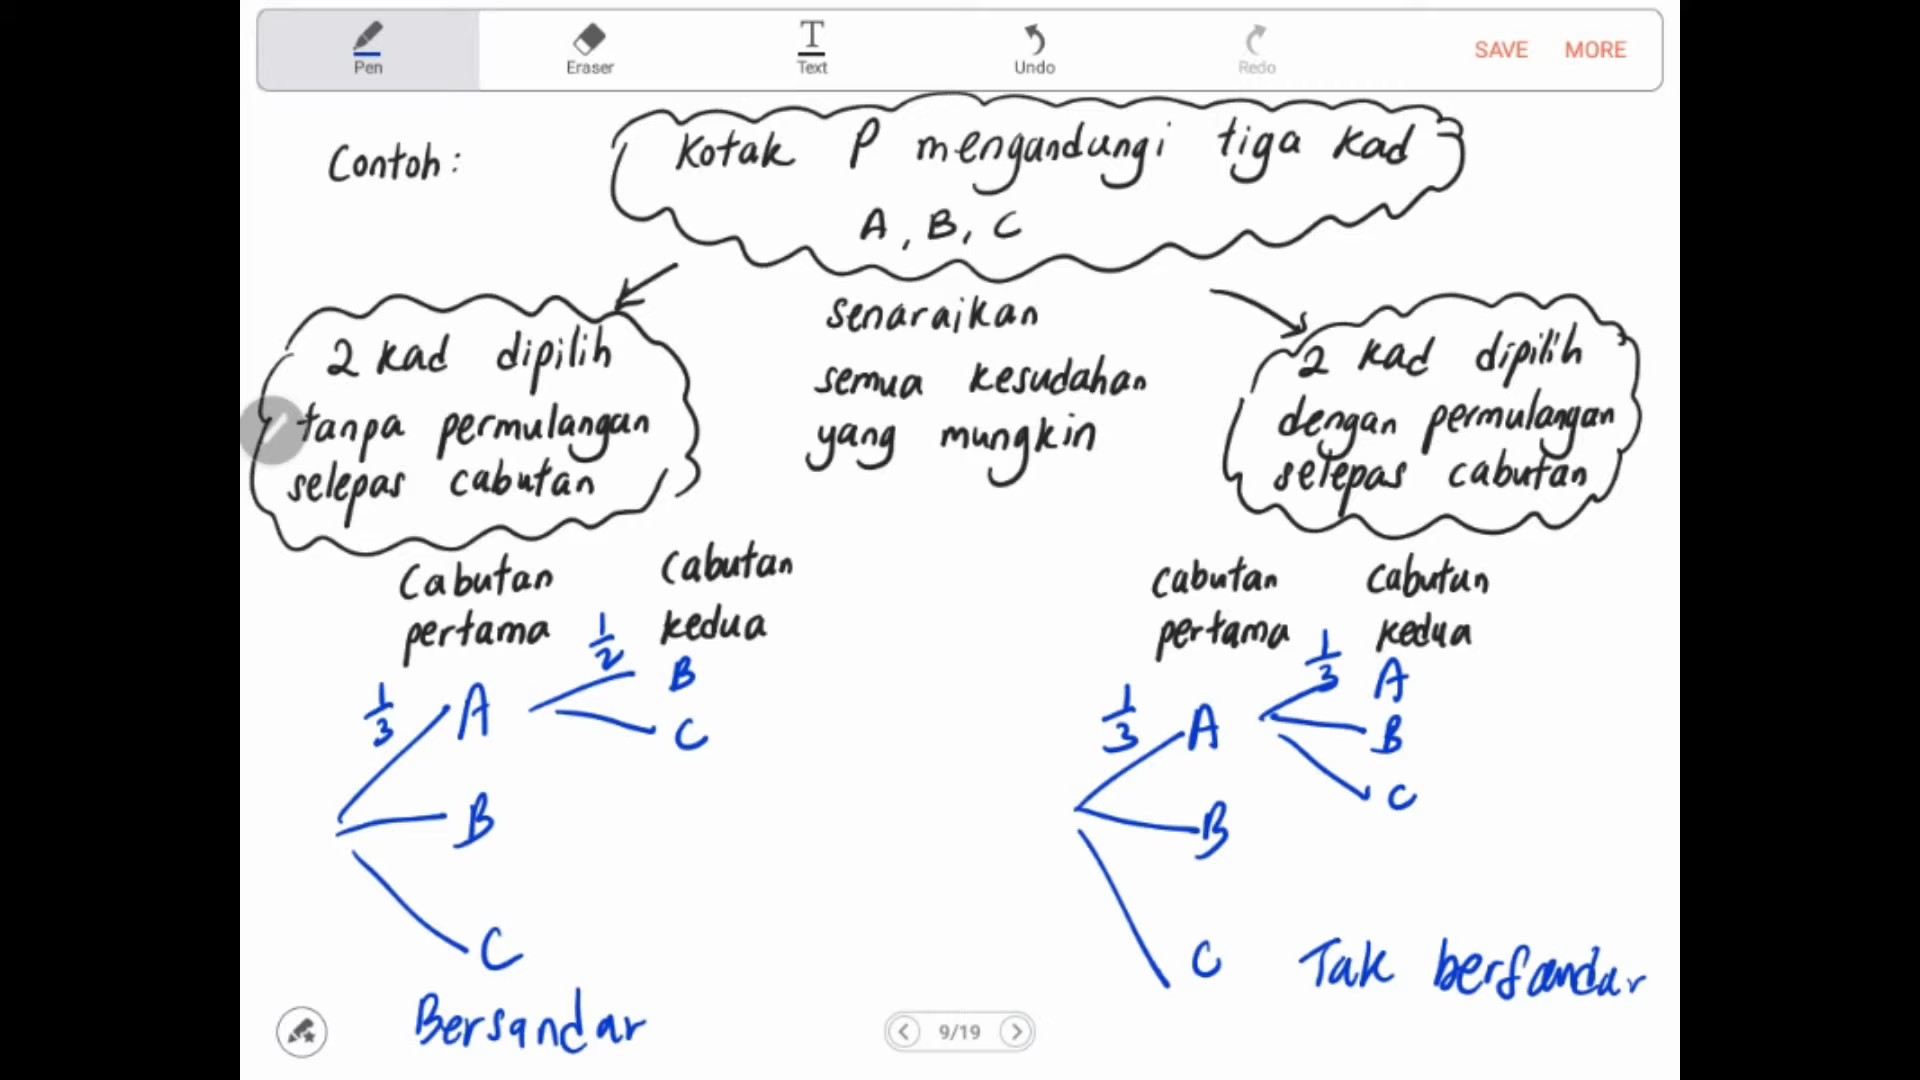 Pen
Eraser
Text
Undo
Redo
SAVE
MORE
Contoh:
Kotak P mengandungi tiga kad
A, B, C
2 kad dipilih
tanpa permulangan
selepas cabutan
senaraikan
semua kesudahan
yang mungkin
2 kad dipilih
dengan permulangan
selepas cabutan
Cabutan
pertama
Cabutan
kedua
1/3
A
1/2
B
C
B
C
Bersandar
Cabutan
pertama
Cabutan
kedua
1/3
A
1/3
A
B
C
B
C
Tak bersandar
9/19